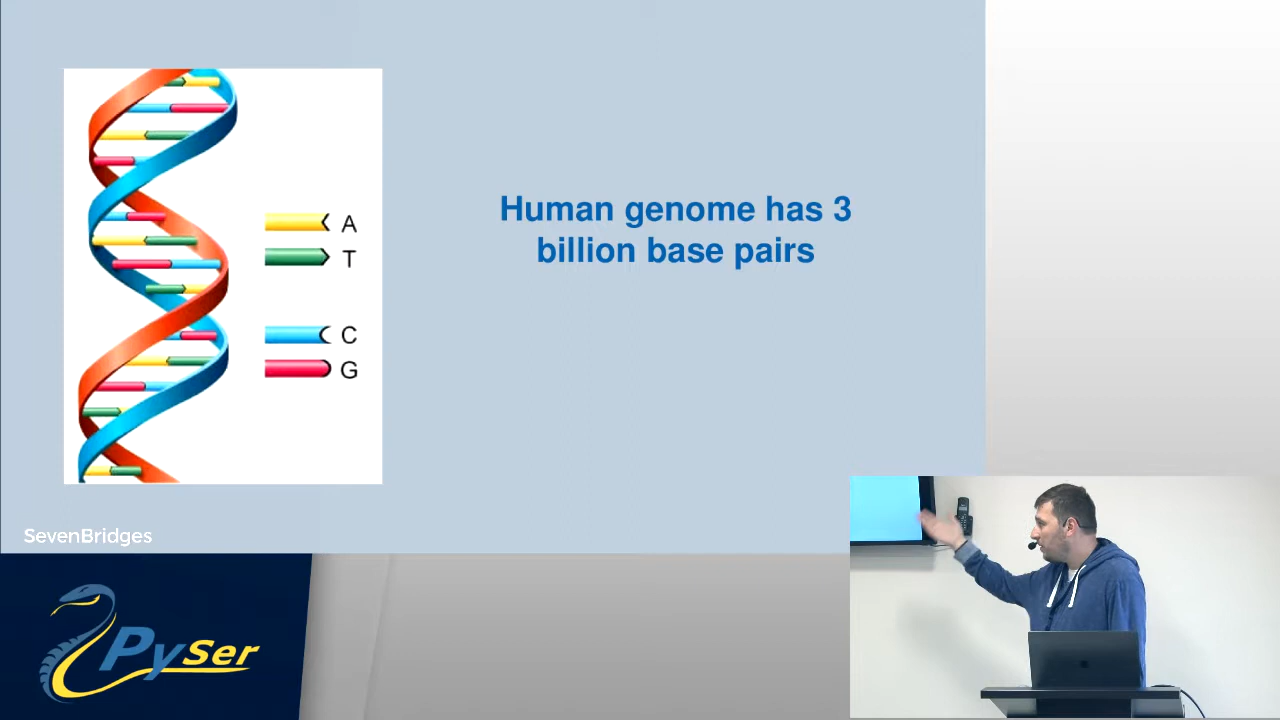 A
T
C
G
Human genome has 3
billion base pairs
SevenBridges
PySer